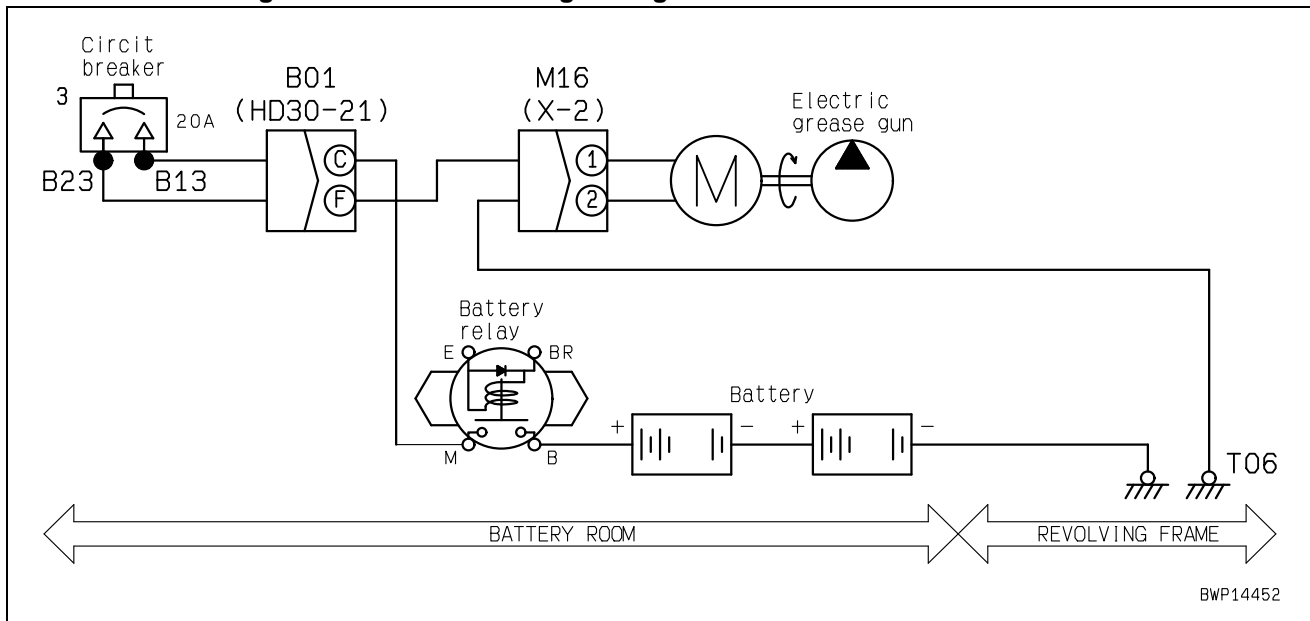 Circit
breaker
3
20A
B23
B13
B01
(HD30-21)
C
F
M16
(X-2)
1
2
M
Electric
grease gun
Battery
relay
E
BR
M
B
Battery
+
-
+
-
T06
BATTERY ROOM
REVOLVING FRAME
BWP14452